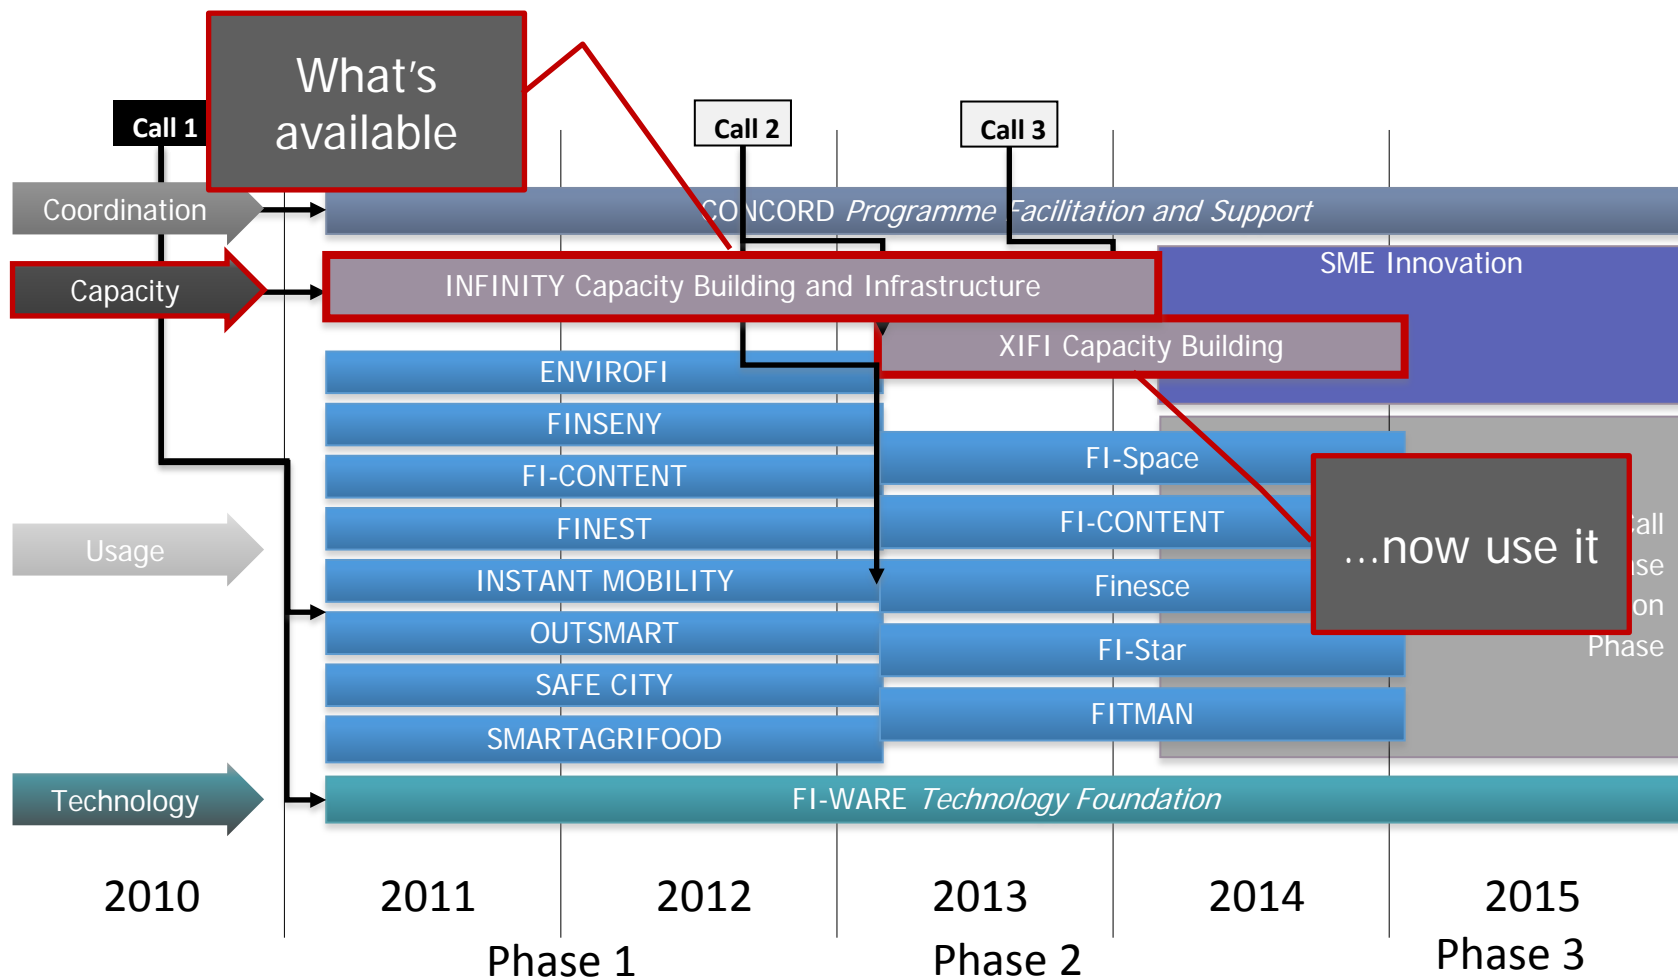 What's
available
Call 1
Call 2
Call 3
Coordination
CONCORD Programme Facilitation and Support
Capacity
INFINITY Capacity Building and Infrastructure
SME Innovation
XIFI Capacity Building
ENVIROFI
FINSENY
FI-CONTENT
FINEST
INSTANT MOBILITY
OUTSMART
SAFE CITY
SMARTAGRIFOOD
Usage
FI-Space
FI-CONTENT
Finesce
FI-Star
FITMAN
...now use it
Call
Phase
Technology
FI-WARE Technology Foundation
2010
2011
2012
2013
2014
2015
Phase 1
Phase 2
Phase 3